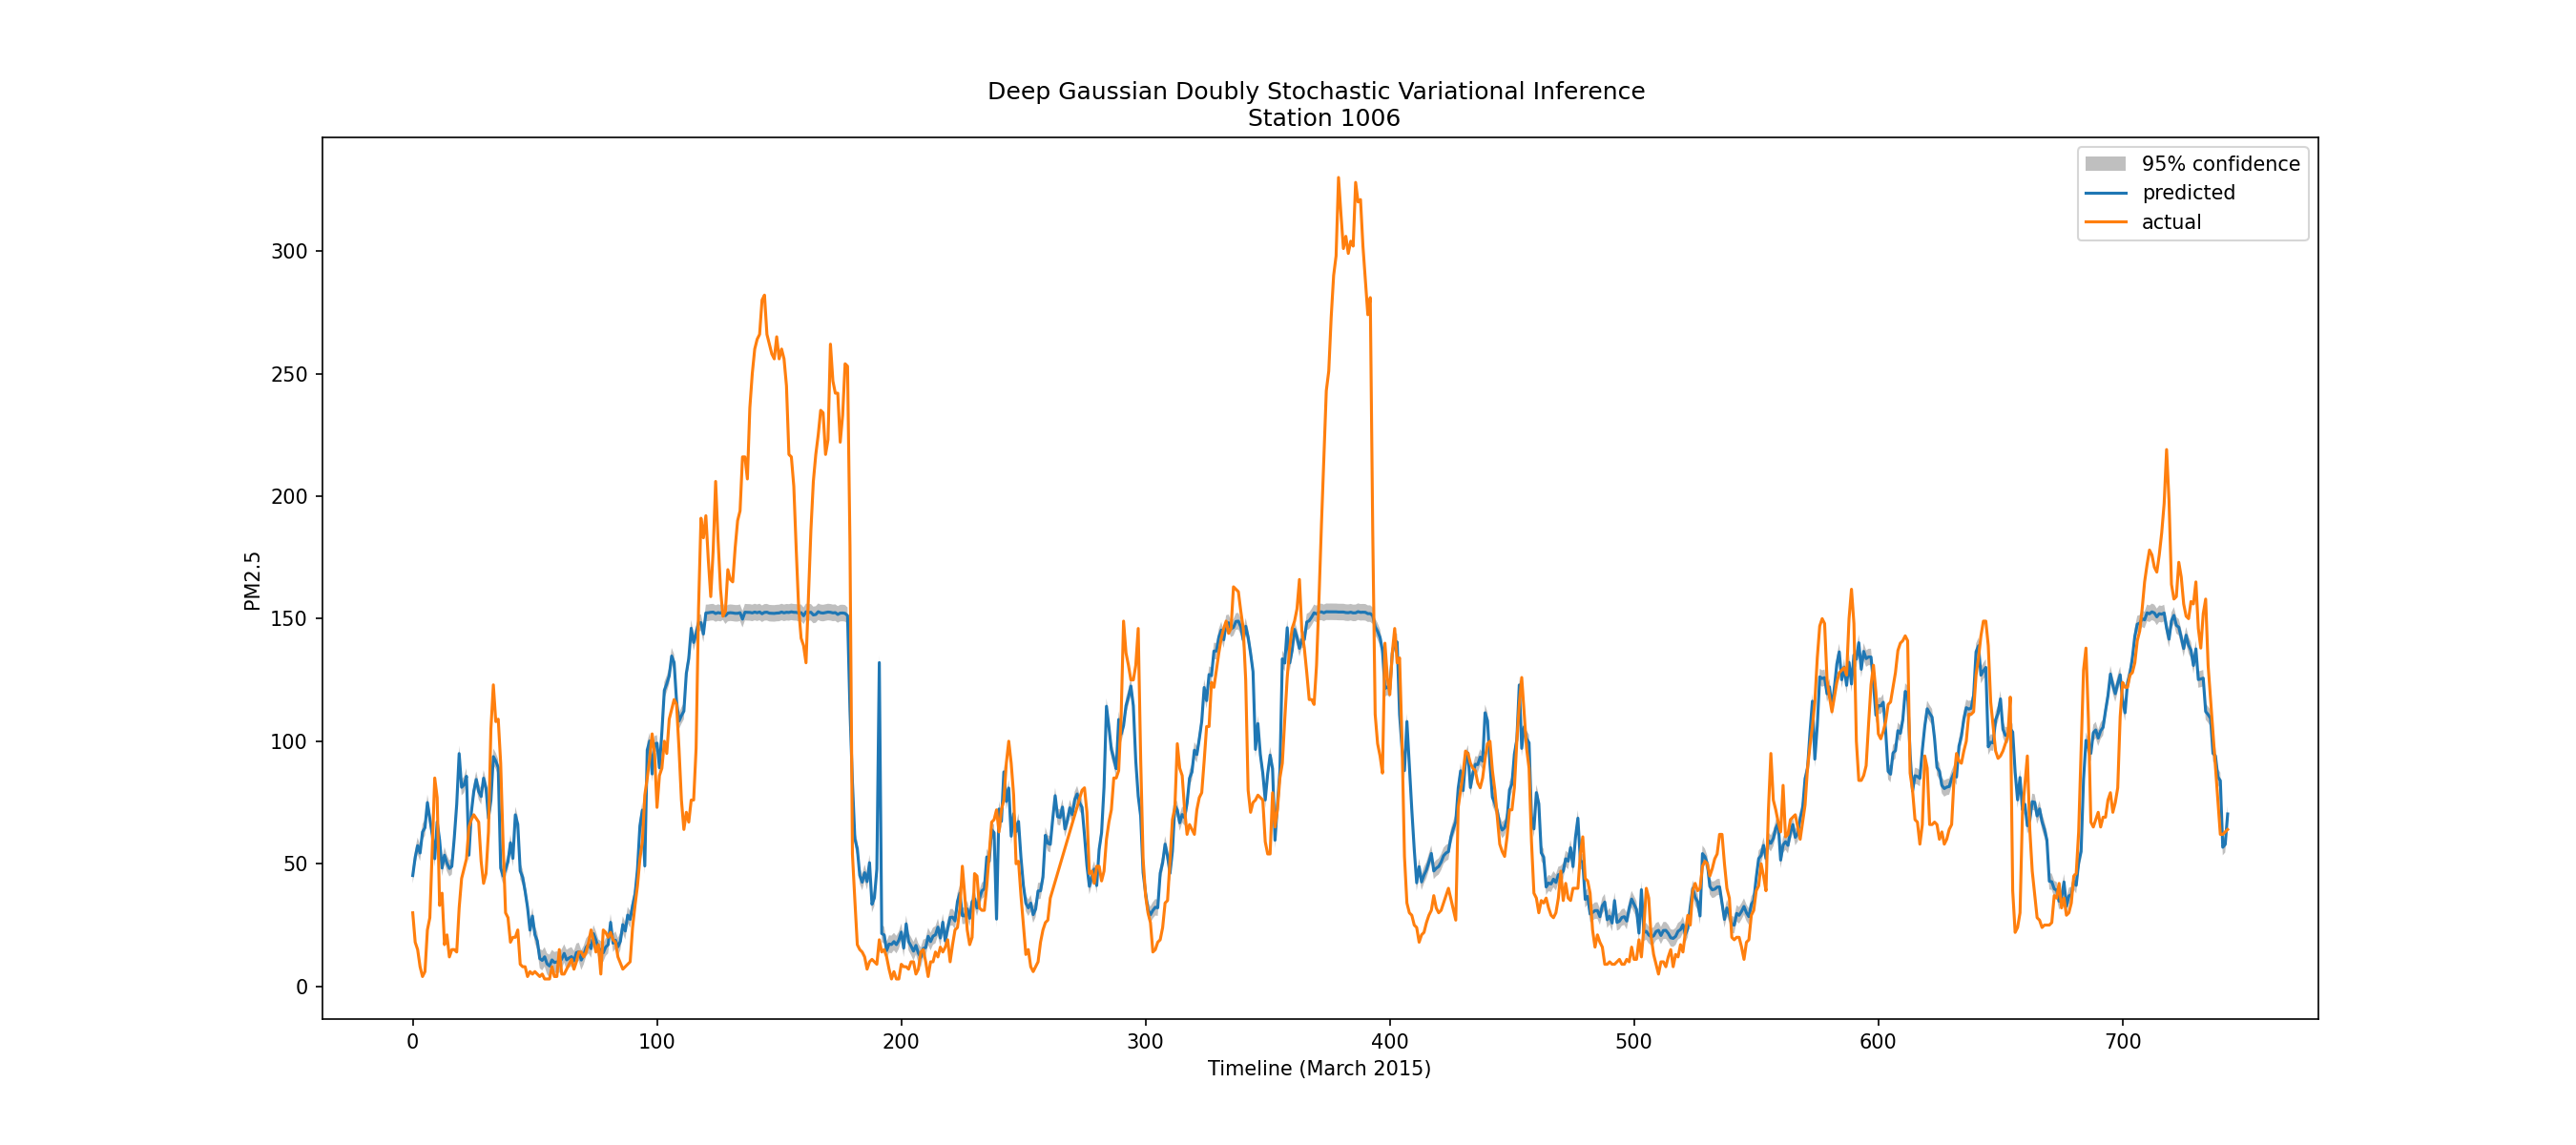 Deep Gaussian Doubly Stochastic Variational Inference
Station 1006
95% confidence
predicted
actual
300
250
200
150
100
50
0
PM2.5
0 100 200 300 400 500 600 700
Timeline (March 2015)